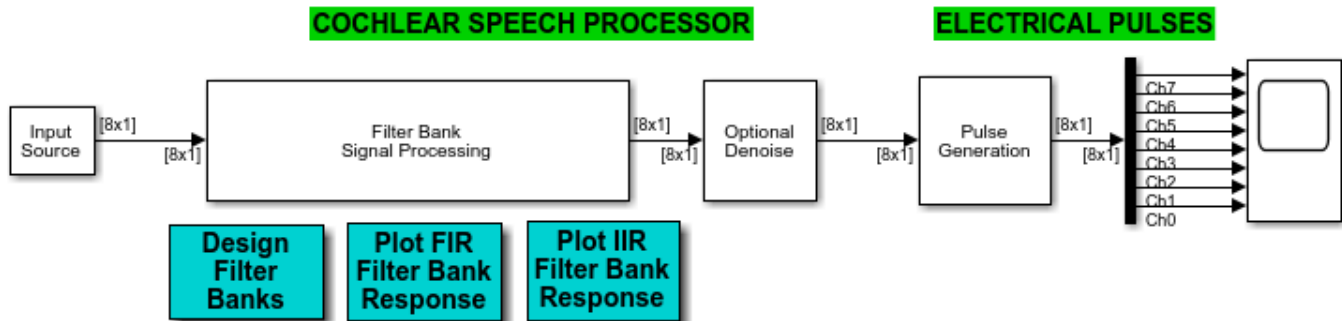 COCHLEAR SPEECH PROCESSOR
ELECTRICAL PULSES
Input
Source
[8x1]
[8x1]
Filter Bank
Signal Processing
[8x1]
[8x1]
Optional
Denoise
[8x1]
[8x1]
Pulse
Generation
[8x1]
[8x1]
Ch7
Ch6
Ch5
Ch4
Ch3
Ch2
Ch1
Ch0
Design
Filter
Banks
Plot FIR
Filter Bank
Response
Plot IIR
Filter Bank
Response